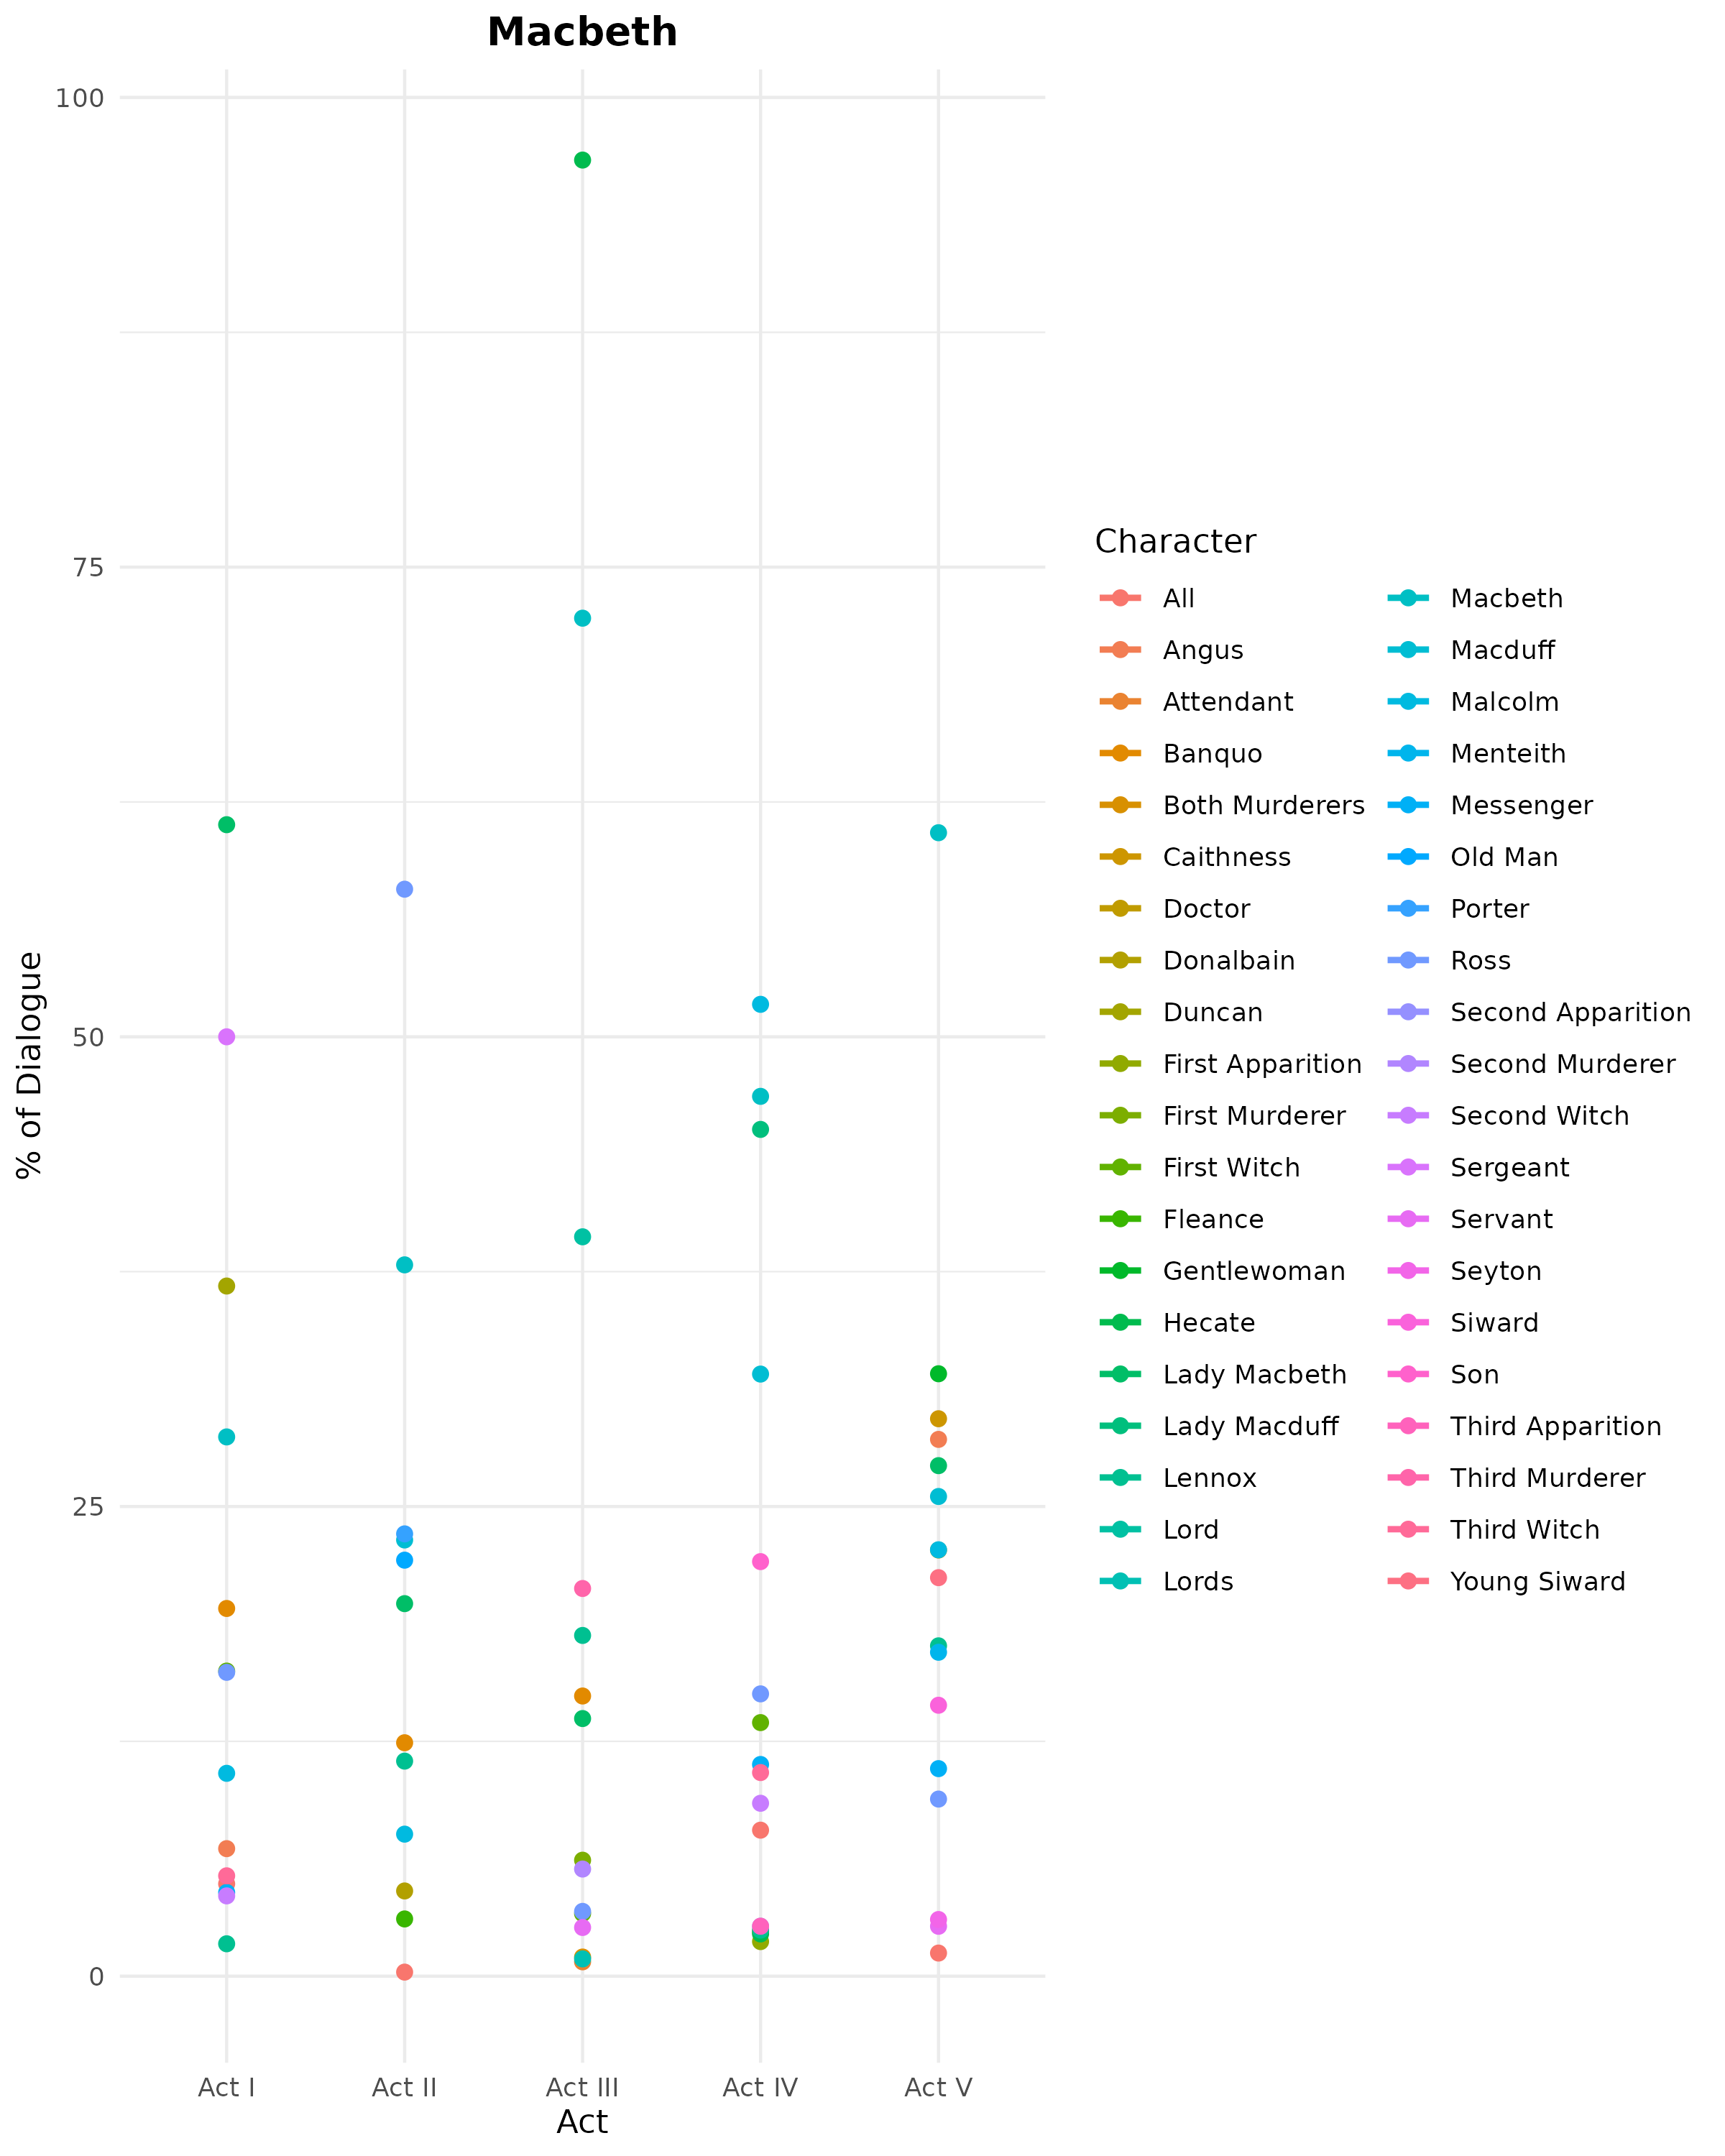 Macbeth
100
75
50
25
0
% of Dialogue
Act I
Act II
Act III
Act IV
Act V
Act
Character
All
Angus
Attendant
Banquo
Both Murderers
Caithness
Doctor
Donalbain
Duncan
First Apparition
First Murderer
First Witch
Fleance
Gentlewoman
Hecate
Lady Macbeth
Lady Macduff
Lennox
Lord
Lords
Macbeth
Macduff
Malcolm
Menteith
Messenger
Old Man
Porter
Ross
Second Apparition
Second Murderer
Second Witch
Sergeant
Servant
Seyton
Siward
Son
Third Apparition
Third Murderer
Third Witch
Young Siward